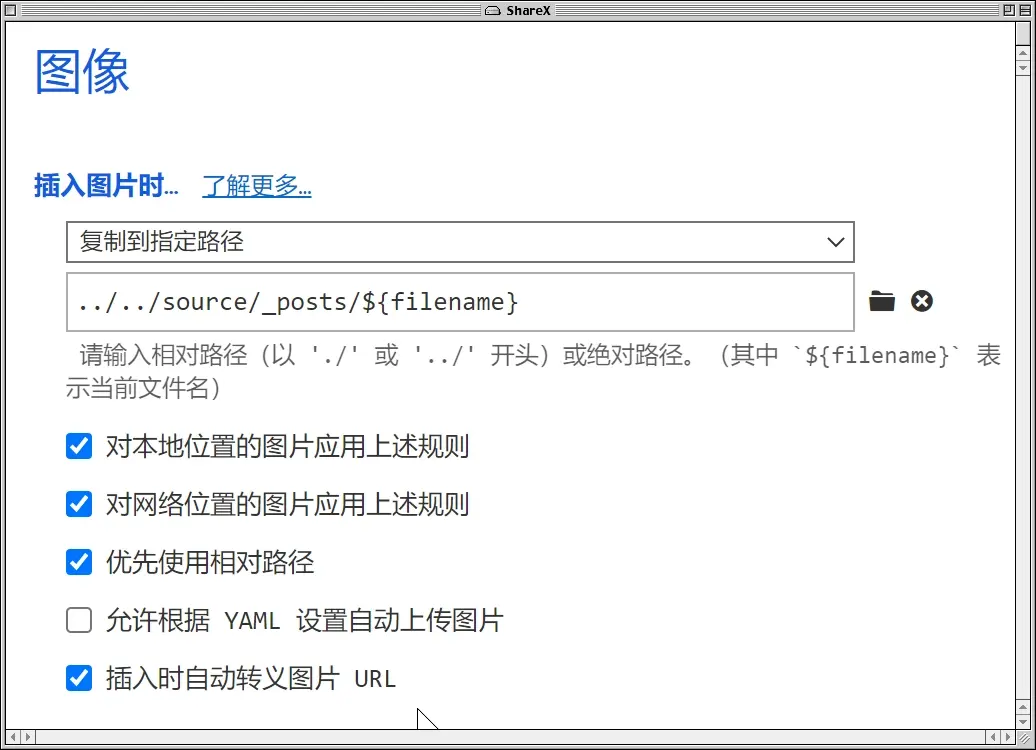 ShareX
图像
插入图片时... 了解更多...
复制到指定路径
../../source/_posts/${filename}
请输入相对路径（以 './' 或 '../' 开头）或绝对路径。（其中 `${filename}` 表
示当前文件名）
对本地位置的图片应用上述规则
对网络位置的图片应用上述规则
优先使用相对路径
允许根据 YAML 设置自动上传图片
插入时自动转义图片 URL